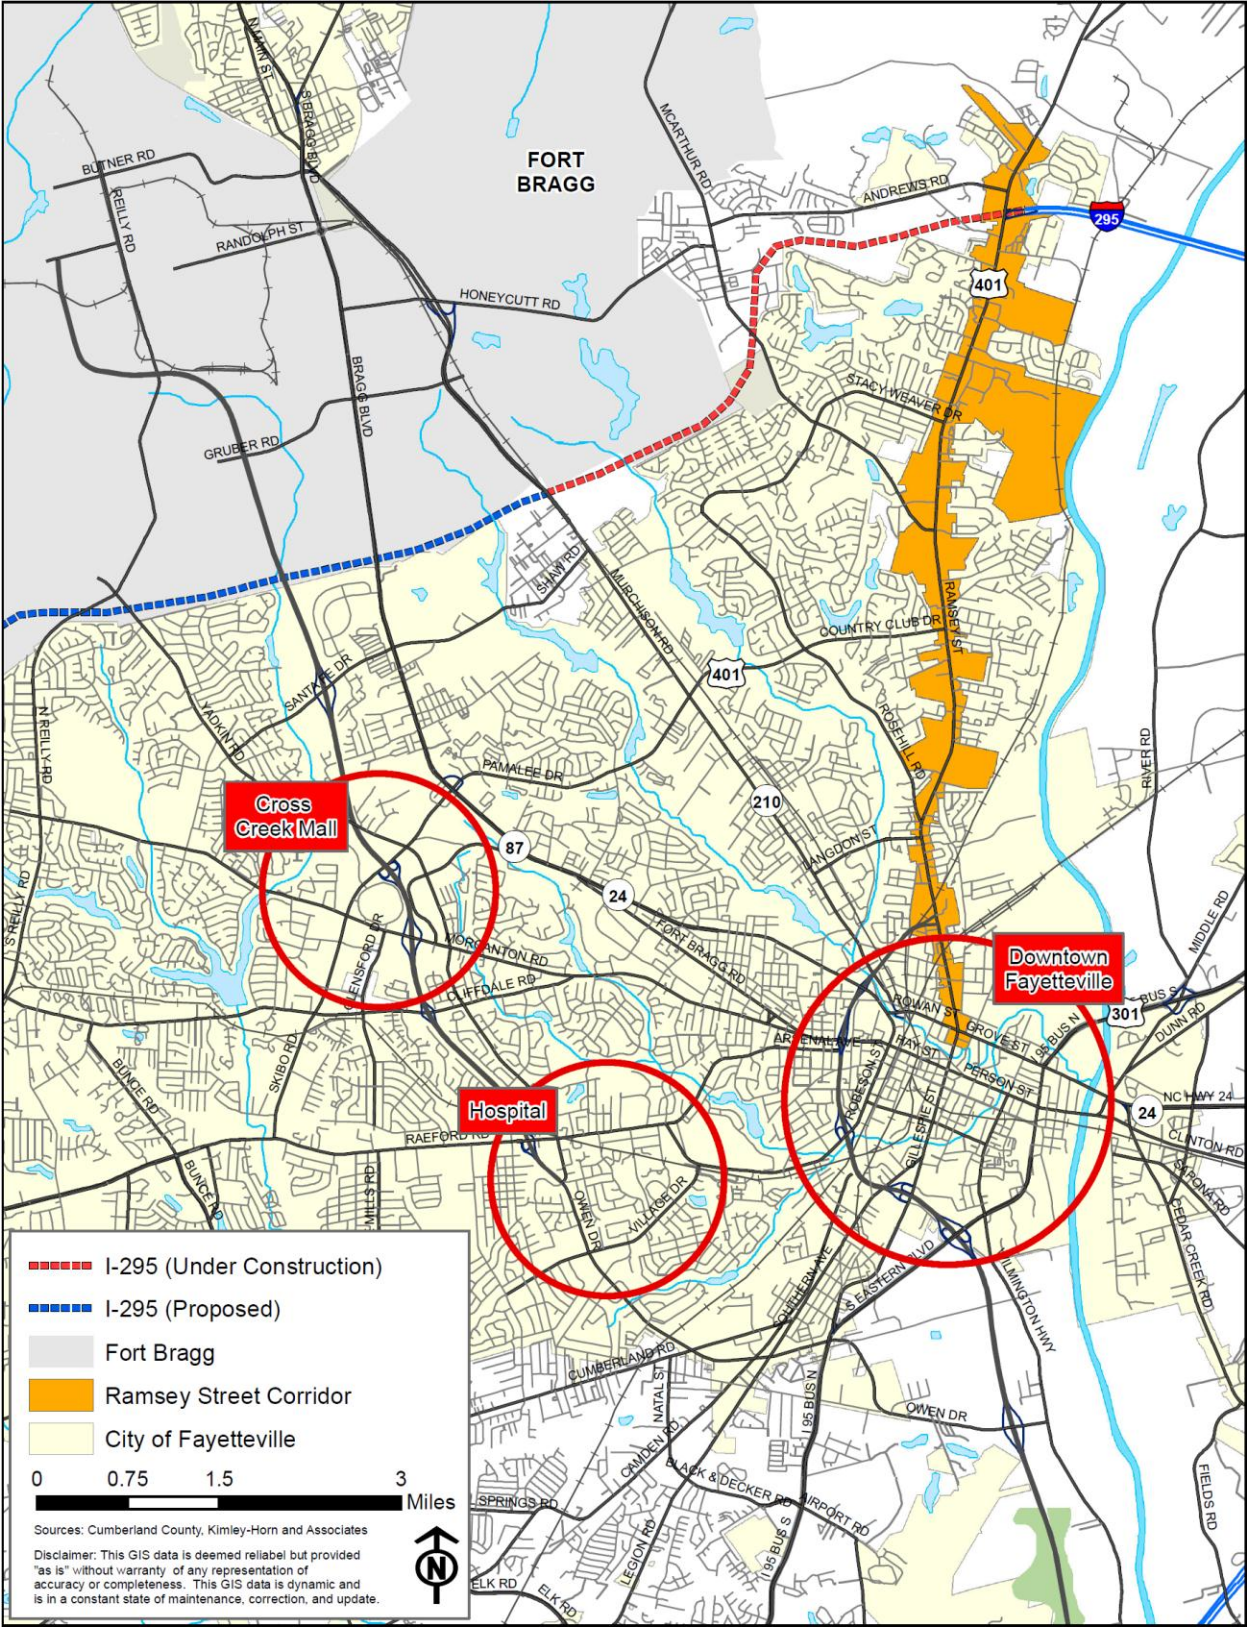 N MAIN ST
S BRAGG BLVD
FORT
BRAGG
MCARTHUR RD
BUTNER RD
REILLY RD
ANDREWS RD
RANDOLPH ST
295
401
HONEYCUTT RD
BRAGG BLVD
STACY WEAVER DR
GRUBER RD
SHAW RD
MURCHISON RD
RAMSEY ST
COUNTRY CLUB DR
401
SANTA FE DR
YADKIN RD
N REILLY RD
ROSEHILL RD
RIVER RD
PAMALEE DR
Cross
Creek Mall
210
87
LANGDON ST
24
S REILLY RD
GLENSFORD DR
MORGANTON RD
FORT BRAGG RD
MIDDLE RD
CLIFFDALE RD
Downtown
Fayetteville
ROWAN ST
GROVE ST
I 95 BUS N
BUS S
301
DUNN RD
ARSENAL AVE
HAY ST
PERSON ST
ROBESON ST
SKIBO RD
BUNCE RD
Hospital
NC HWY 24
24
CLINTON RD
RAEFORD RD
GILLESPIE ST
BUNCE RD
MILLS RD
OWEN DR
VILLAGE DR
SAPONA RD
CEDAR CREEK RD
SOUTHERN AVE
S EASTERN BLVD
ILMINGTON HWY
CUMBERLAND RD
NATAL ST
I 95 BUS N
OWEN DR
CAMDEN RD
BLACK & DECKER RD
AIRPORT RD
FIELDS RD
SPRINGS RD
LEGION RD
I 95 BUS S
ELK RD
ELK RD
I-295 (Under Construction)
I-295 (Proposed)
Fort Bragg
Ramsey Street Corridor
City of Fayetteville
0 0.75 1.5 3
Miles
Sources: Cumberland County, Kimley-Horn and Associates
Disclaimer: This GIS data is deemed reliabel but provided
"as is" without warranty of any representation of
accuracy or completeness. This GIS data is dynamic and
is in a constant state of maintenance, correction, and update.
N